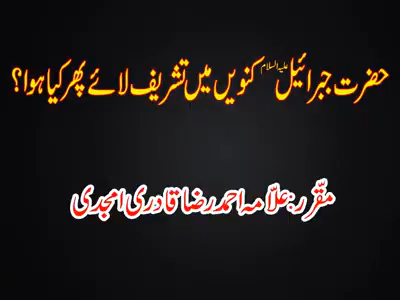 حضرت جبرائیل علیہ السلام کنویں میں تشریف لائے پھر کیا ہوا؟
مقرر: علامہ احمد رضا قادری امجدی